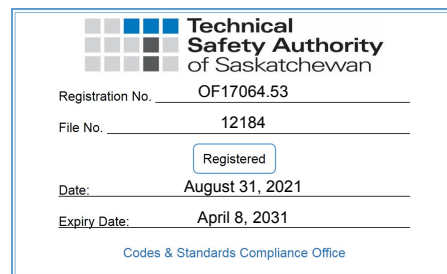 Technical
Safety Authority
of Saskatchewan
Registration No. OF17064.53
File No. 12184
Registered
Date: August 31, 2021
Expiry Date: April 8, 2031
Codes & Standards Compliance Office